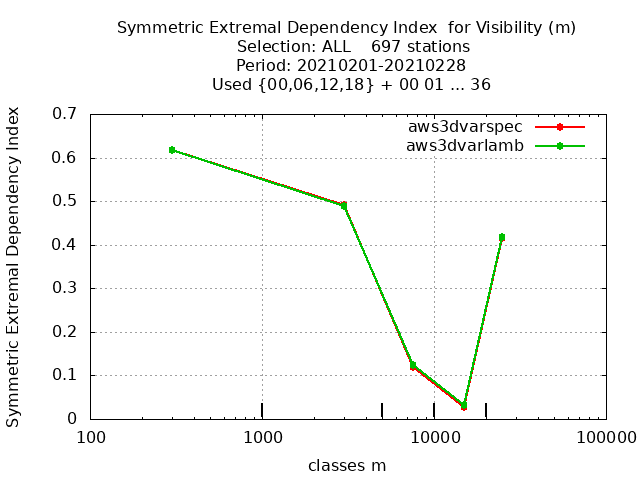 Symmetric Extremal Dependency Index  for Visibility (m)
Selection: ALL    697 stations
Period: 20210201-20210228
Used {00,06,12,18} + 00 01 ... 36
Symmetric Extremal Dependency Index
aws3dvarspec
aws3dvarlamb
0.7
0.6
0.5
0.4
0.3
0.2
0.1
0
100 1000 10000 100000
classes m